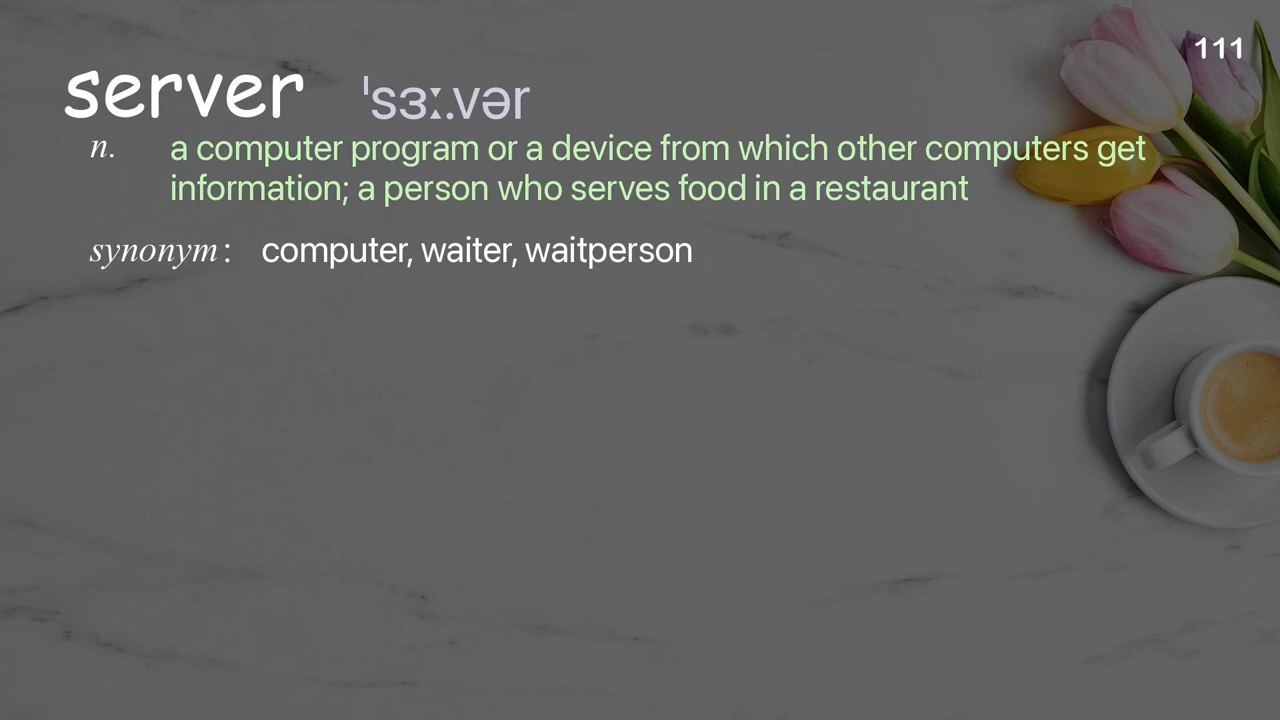 111
server ˈsɜː.vər
n. a computer program or a device from which other computers get
information; a person who serves food in a restaurant
synonym: computer, waiter, waitperson